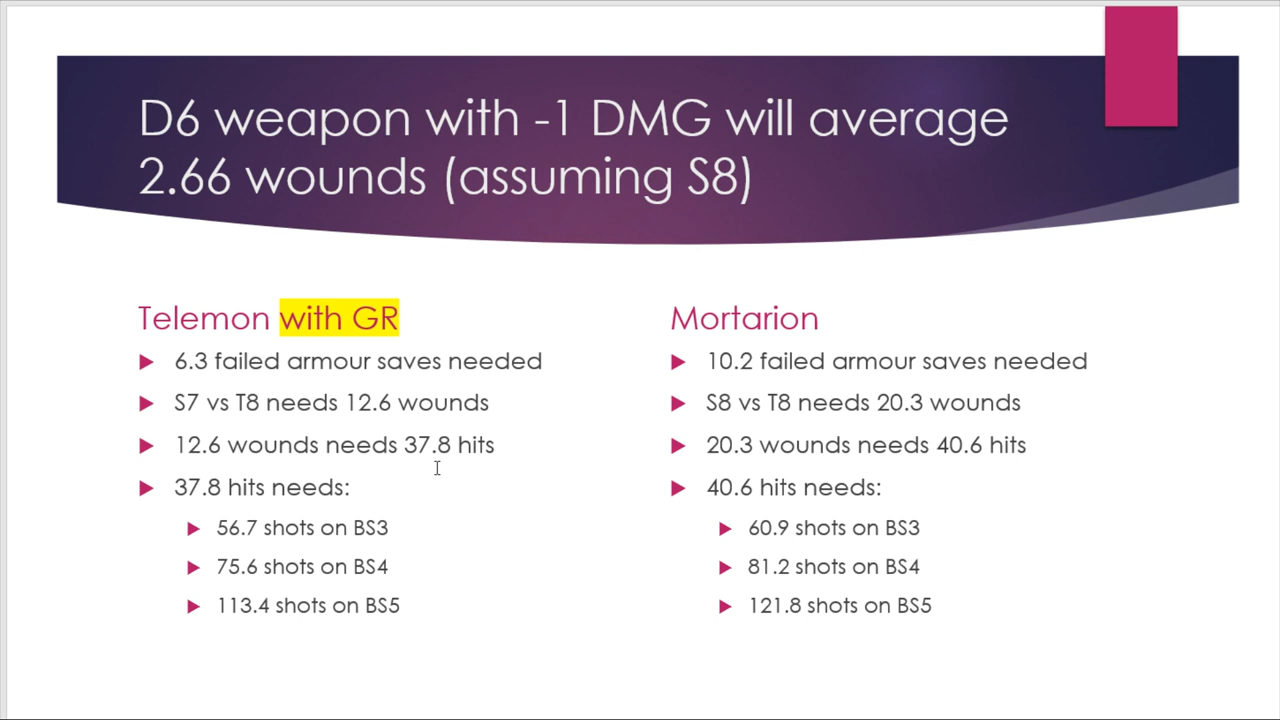 D6 weapon with -1 DMG will average
2.66 wounds (assuming S8)
Telemon with GR
6.3 failed armour saves needed
S7 vs T8 needs 12.6 wounds
12.6 wounds needs 37.8 hits
37.8 hits needs:
56.7 shots on BS3
75.6 shots on BS4
113.4 shots on BS5
Mortarion
10.2 failed armour saves needed
S8 vs T8 needs 20.3 wounds
20.3 wounds needs 40.6 hits
40.6 hits needs:
60.9 shots on BS3
81.2 shots on BS4
121.8 shots on BS5